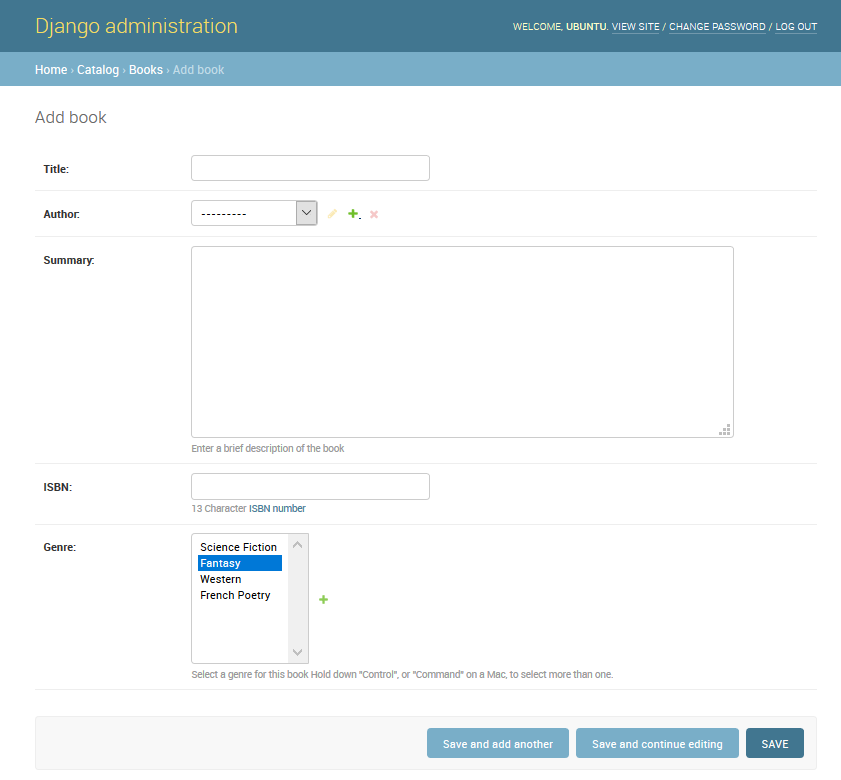 Django administration
WELCOME, UBUNTU. VIEW SITE / CHANGE PASSWORD / LOG OUT
Home › Catalog › Books › Add book
Add book
Title:
Author:
---------
Summary:
Enter a brief description of the book
ISBN:
13 Character ISBN number
Genre:
Science Fiction
Fantasy
Western
French Poetry
Select a genre for this book Hold down "Control", or "Command" on a Mac, to select more than one.
Save and add another
Save and continue editing
SAVE